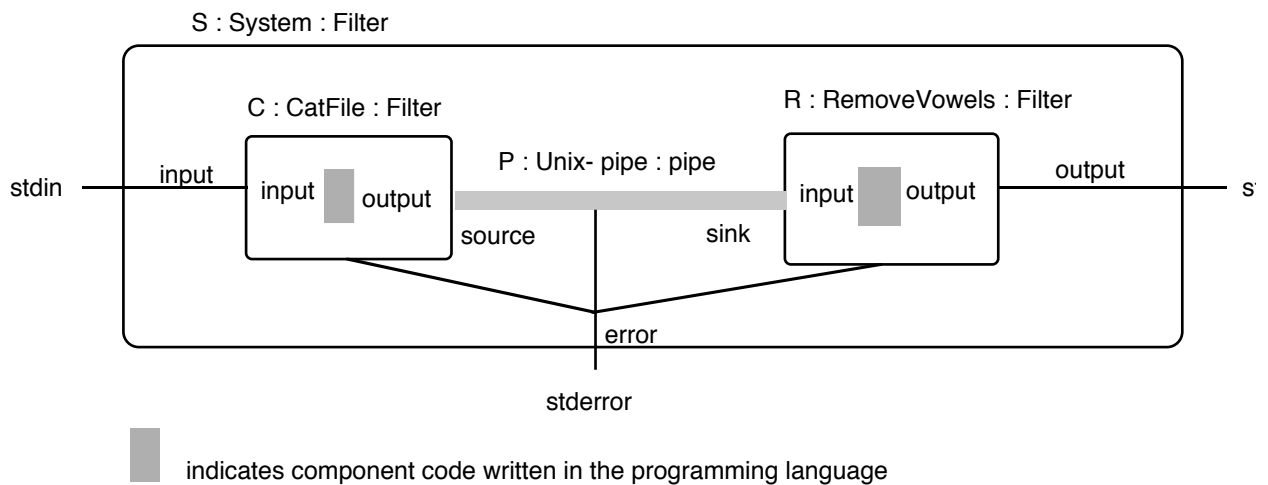 S : System : Filter
C : CatFile : Filter
R : RemoveVowels : Filter
P : Unix- pipe : pipe
stdin
input
input
output
source
sink
input
output
output
error
stderror
indicates component code written in the programming language